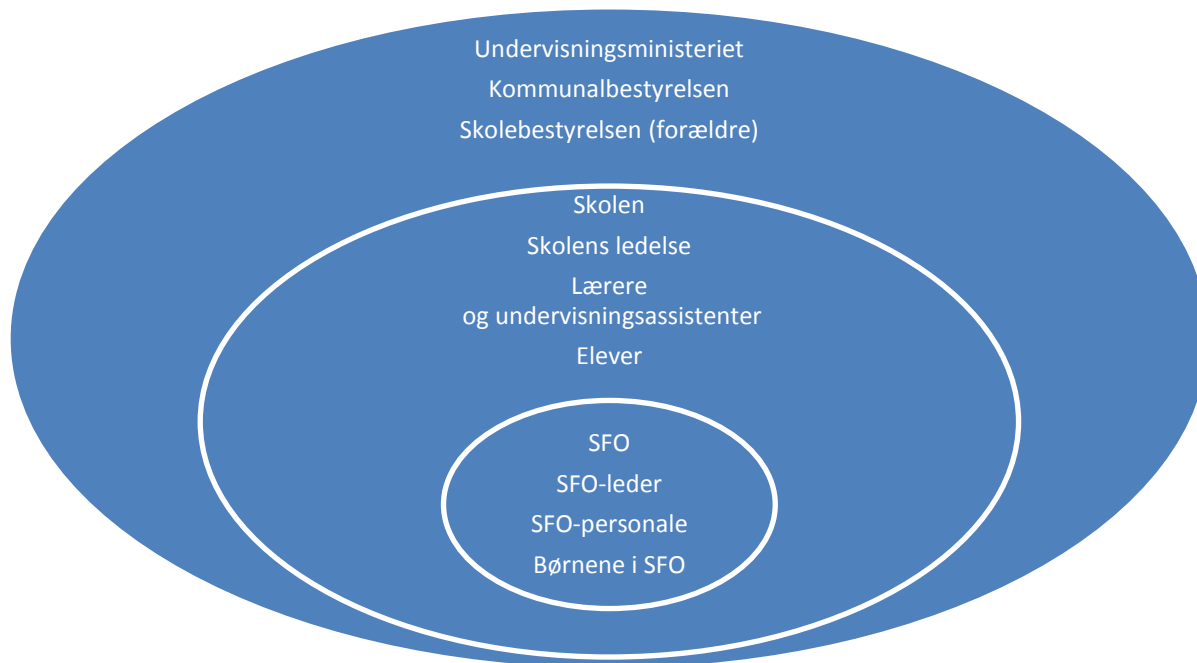 Undervisningsministeriet
Kommunalbestyrelsen
Skolebestyrelsen (forældre)
Skolen
Skolens ledelse
Lærere
og undervisningsassistenter
Elever
SFO
SFO-leder
SFO-personale
Børnene i SFO